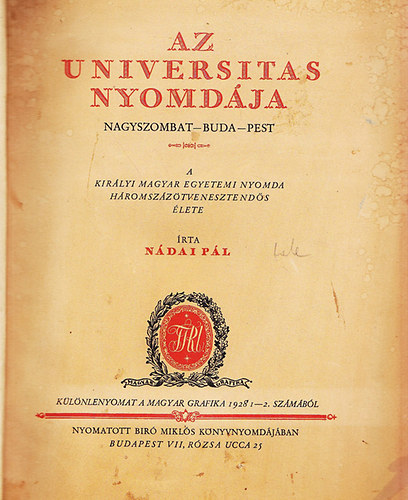 AZ
UNIVERSITAS
NYOMDÁJA
NAGYSZOMBAT—BUDA—PEST
A
KIRÁLYI MAGYAR EGYETEMI NYOMDA
HÁROMSZÁZÖTVENESZTENDŐS
ÉLETE
ÍRTA
NÁDAI PÁL
MAGYAR GRAFIKA
KÜLÖNLENYOMAT A MAGYAR GRAFIKA 1928 1—2. SZÁMÁBÓL
NYOMATOTT BIRÓ MIKLÓS KÖNYVNYOMDÁJÁBAN
BUDAPEST VII, RÓZSA UCCA 25